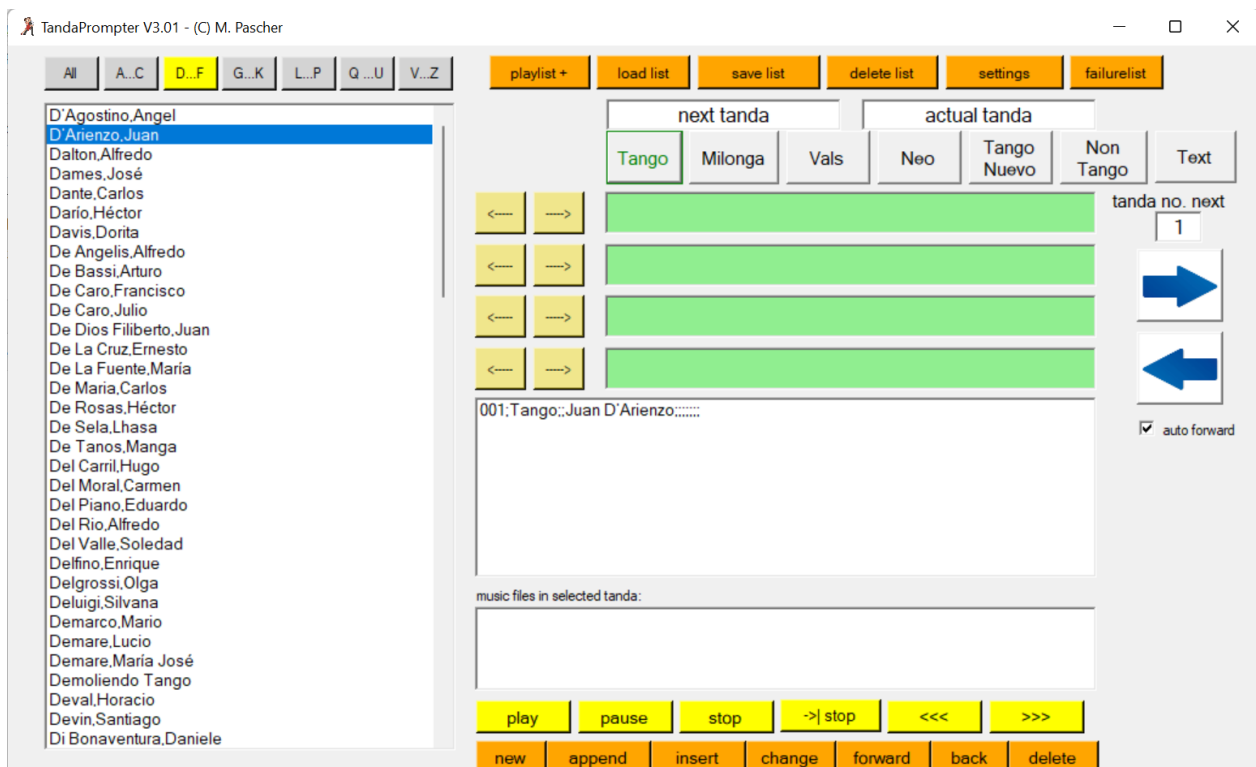 TandaPrompter V3.01 - (C) M. Pascher
All A...C D...F G...K L...P Q ...U V...Z
playlist + load list save list delete list settings failurelist
next tanda actual tanda
Tango Milonga Vals Neo Tango Nuevo Non Tango Text
tanda no. next
1
<----- ----->
<----- ----->
<----- ----->
<----- ----->
auto forward
D'Agostino,Angel
D'Arienzo,Juan
Dalton,Alfredo
Dames,José
Dante,Carlos
Darío,Héctor
Davis,Dorita
De Angelis,Alfredo
De Bassi,Arturo
De Caro,Francisco
De Caro,Julio
De Dios Filiberto,Juan
De La Cruz,Ernesto
De La Fuente,María
De Maria,Carlos
De Rosas,Héctor
De Sela,Lhasa
De Tanos,Manga
Del Carril,Hugo
Del Moral,Carmen
Del Piano,Eduardo
Del Rio,Alfredo
Del Valle,Soledad
Delfino,Enrique
Delgrossi,Olga
Deluigi,Silvana
Demarco,Mario
Demare,Lucio
Demare,María José
Demoliendo Tango
Deval,Horacio
Devin,Santiago
Di Bonaventura,Daniele
001;Tango;;Juan D'Arienzo;;;;;;;
music files in selected tanda:
play pause stop ->| stop <<< >>>
new append insert change forward back delete